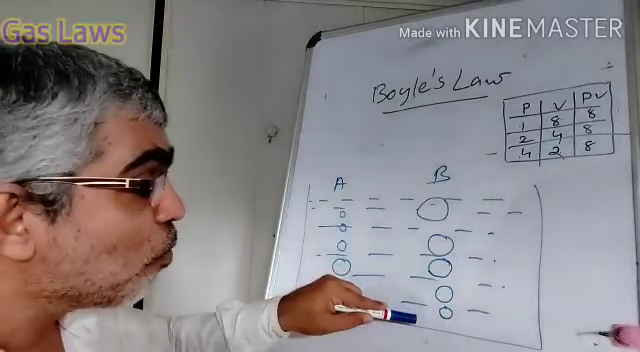 Gas Laws
Made with KINEMASTER
Boyle's Law
P V PV
1 8 8
2 4 8
4 2 8
A B